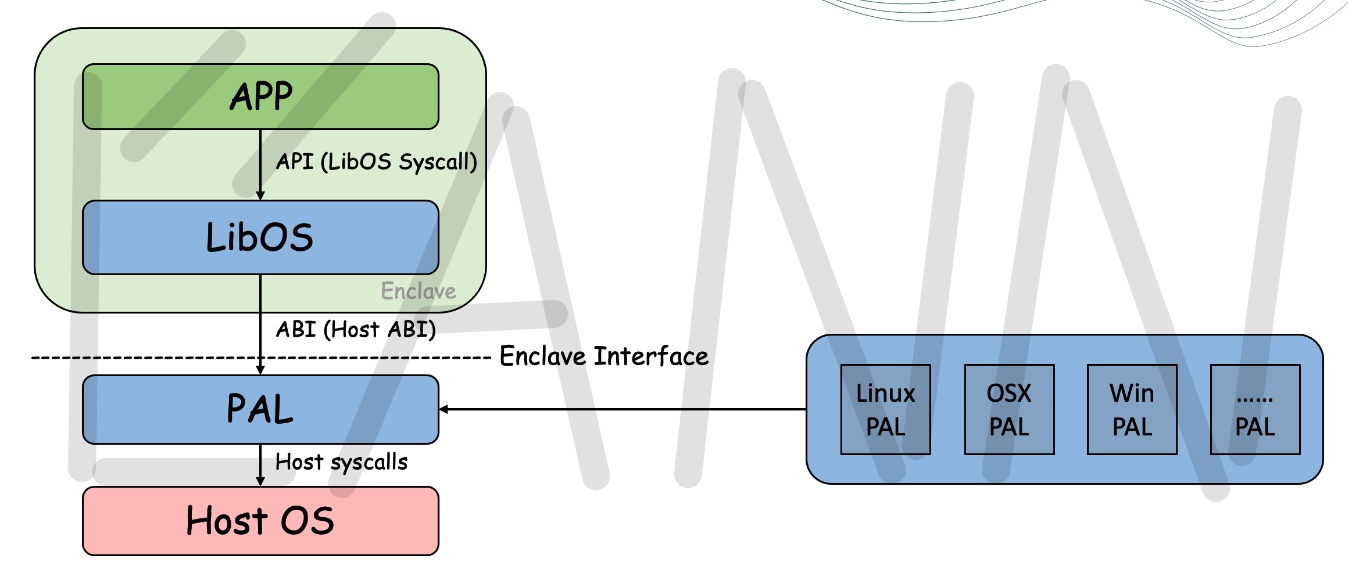 APP
API (LibOS Syscall)
LibOS
Enclave
ABI (Host ABI)
Enclave Interface
PAL
Host syscalls
Host OS
Linux
PAL
OSX
PAL
Win
PAL
......
PAL